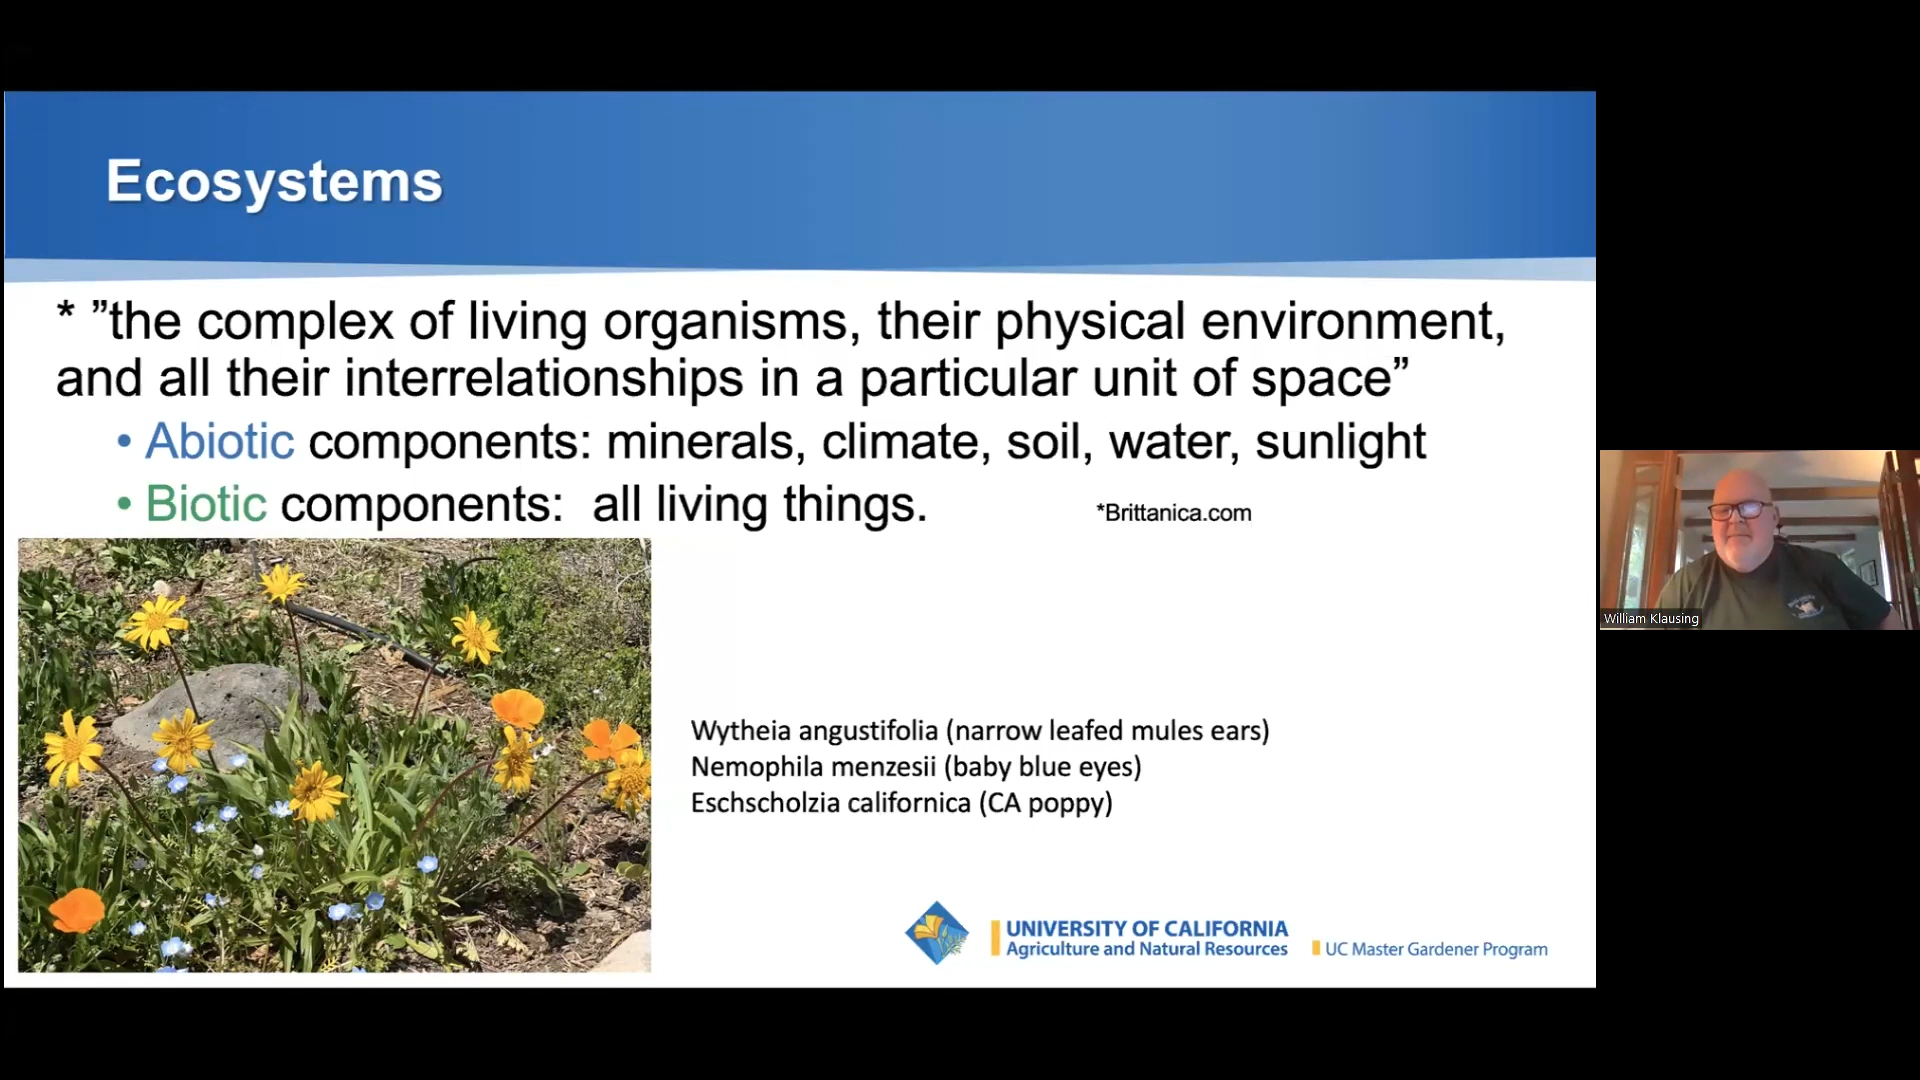 Ecosystems
* ”the complex of living organisms, their physical environment,
and all their interrelationships in a particular unit of space”
• Abiotic components: minerals, climate, soil, water, sunlight
• Biotic components: all living things.
*Brittanica.com
Wytheia angustifolia (narrow leafed mules ears)
Nemophila menzesii (baby blue eyes)
Eschscholzia californica (CA poppy)
UNIVERSITY OF CALIFORNIA
Agriculture and Natural Resources
UC Master Gardener Program
William Klausing